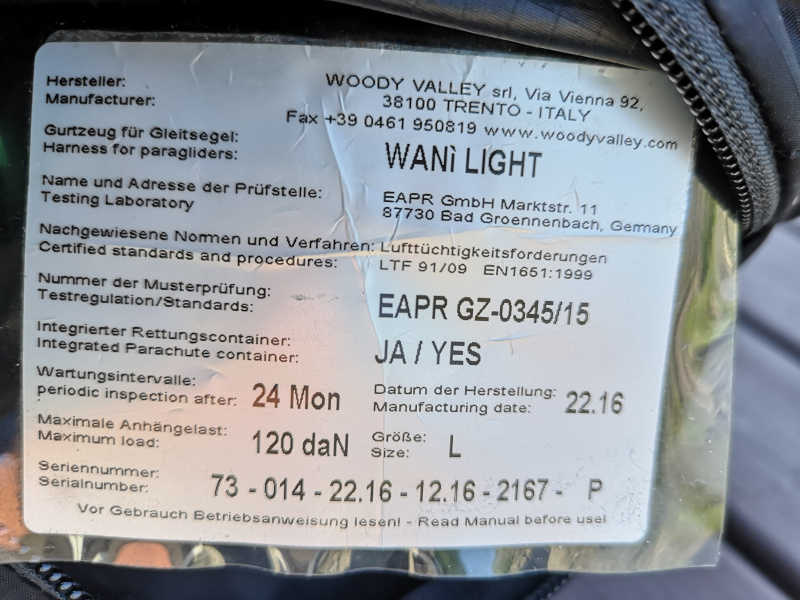 Hersteller:
Manufacturer:
WOODY VALLEY srl, Via Vienna 92,
38100 TRENTO - ITALY
Fax +39 0461 950819 www.woodyvalley.com
Gurtzeug für Gleitsegel:
Harness for paragliders:
WANÌ LIGHT
Name und Adresse der Prüfstelle:
Testing Laboratory
EAPR GmbH Marktstr. 11
87730 Bad Groennenbach, Germany
Nachgewiesene Normen und Verfahren: Lufttüchtigkeitsforderungen
Certified standards and procedures: LTF 91/09 EN1651:1999
Nummer der Musterprüfung:
Testregulation/Standards:
EAPR GZ-0345/15
Integrierter Rettungscontainer:
Integrated Parachute container:
JA / YES
Wartungsintervalle:
periodic inspection after: 24 Mon
Datum der Herstellung:
Manufacturing date: 22.16
Maximale Anhängelast:
Maximum load: 120 daN
Größe:
Size: L
Seriennummer:
Serialnumber:
73 - 014 - 22.16 - 12.16 - 2167 - P
Vor Gebrauch Betriebsanweisung lesen! - Read Manual before use!